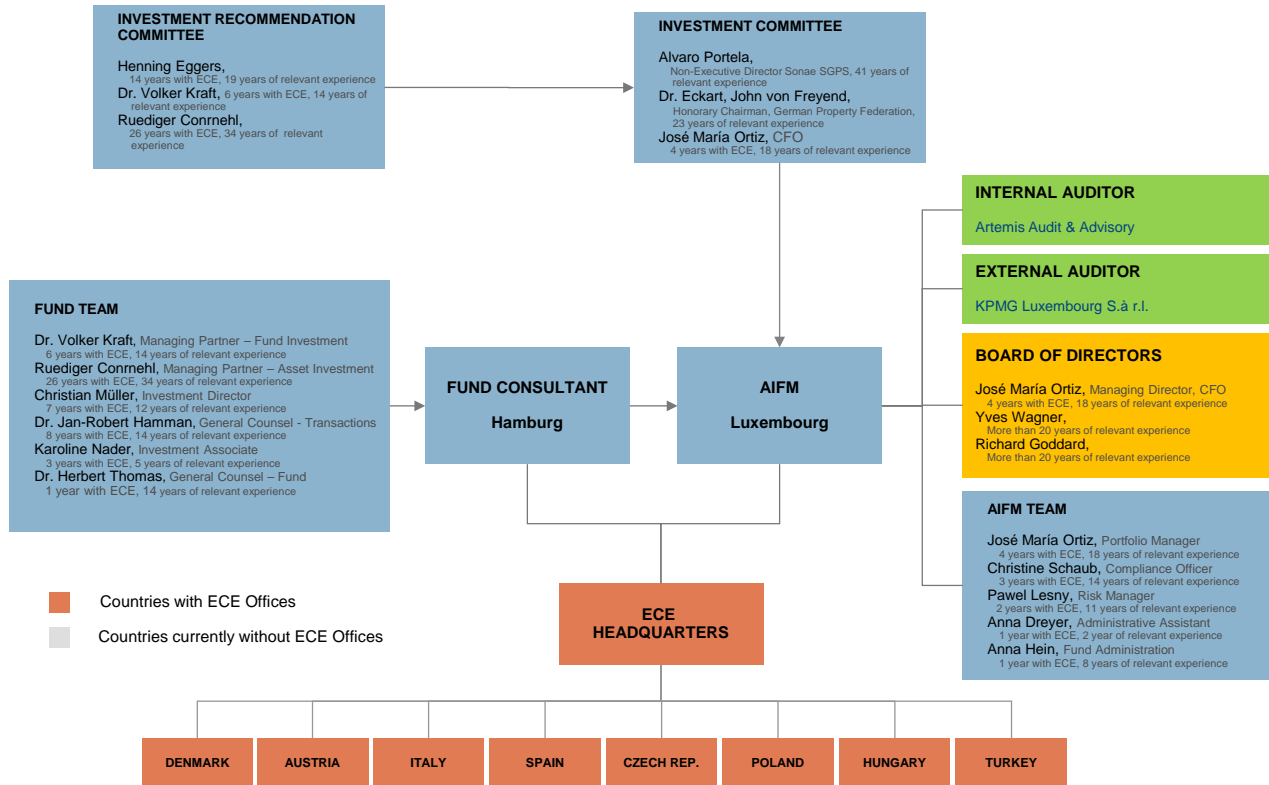 INVESTMENT RECOMMENDATION
COMMITTEE
Henning Eggers,
14 years with ECE, 19 years of relevant experience
Dr. Volker Kraft, 6 years with ECE, 14 years of
relevant experience
Ruediger Conrnehl,
26 years with ECE, 34 years of relevant
experience
INVESTMENT COMMITTEE
Alvaro Portela,
Non-Executive Director Sonae SGPS, 41 years of
relevant experience
Dr. Eckart, John von Freyend,
Honorary Chairman, German Property Federation,
23 years of relevant experience
José María Ortiz, CFO
4 years with ECE, 18 years of relevant experience
INTERNAL AUDITOR
Artemis Audit & Advisory
EXTERNAL AUDITOR
KPMG Luxembourg S.à r.l.
FUND TEAM
Dr. Volker Kraft, Managing Partner – Fund Investment
6 years with ECE, 14 years of relevant experience
Ruediger Conrnehl, Managing Partner – Asset Investment
26 years with ECE, 34 years of relevant experience
Christian Müller, Investment Director
7 years with ECE, 12 years of relevant experience
Dr. Jan-Robert Hamman, General Counsel - Transactions
8 years with ECE, 14 years of relevant experience
Karoline Nader, Investment Associate
3 years with ECE, 5 years of relevant experience
Dr. Herbert Thomas, General Counsel – Fund
1 year with ECE, 14 years of relevant experience
FUND CONSULTANT
Hamburg
AIFM
Luxembourg
BOARD OF DIRECTORS
José María Ortiz, Managing Director, CFO
4 years with ECE, 18 years of relevant experience
Yves Wagner,
More than 20 years of relevant experience
Richard Goddard,
More than 20 years of relevant experience
AIFM TEAM
José María Ortiz, Portfolio Manager
4 years with ECE, 18 years of relevant experience
Christine Schaub, Compliance Officer
3 years with ECE, 14 years of relevant experience
Pawel Lesny, Risk Manager
2 years with ECE, 11 years of relevant experience
Anna Dreyer, Administrative Assistant
1 year with ECE, 2 year of relevant experience
Anna Hein, Fund Administration
1 year with ECE, 8 years of relevant experience
Countries with ECE Offices
Countries currently without ECE Offices
ECE
HEADQUARTERS
DENMARK
AUSTRIA
ITALY
SPAIN
CZECH REP.
POLAND
HUNGARY
TURKEY